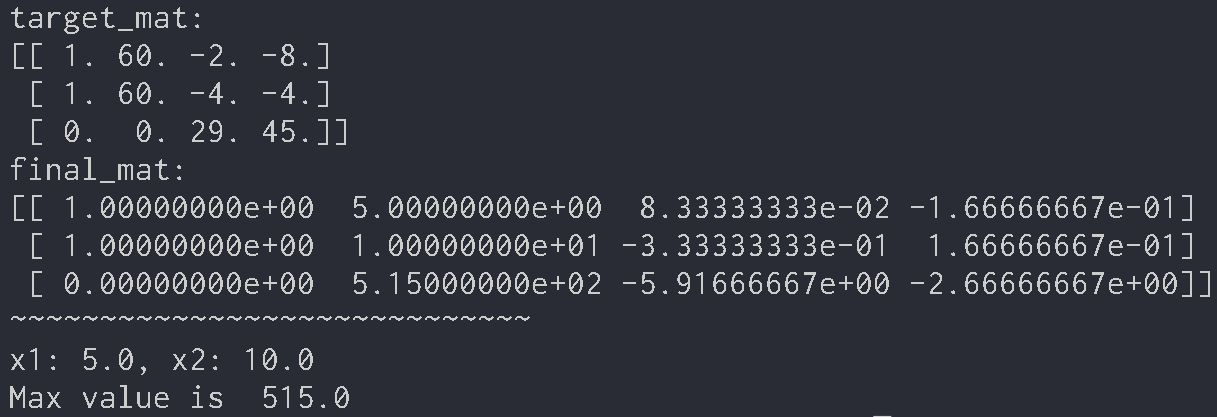 target_mat:
[[ 1. 60. -2. -8.]
 [ 1. 60. -4. -4.]
 [ 0.  0. 29. 45.]]
final_mat:
[[ 1.00000000e+00  5.00000000e+00  8.33333333e-02 -1.66666667e-01]
 [ 1.00000000e+00  1.00000000e+01 -3.33333333e-01  1.66666667e-01]
 [ 0.00000000e+00  5.15000000e+02 -5.91666667e+00 -2.66666667e+00]]
~~~~~~~~~~~~~~~~~~~~~~~~~~~~~
x1: 5.0, x2: 10.0
Max value is  515.0